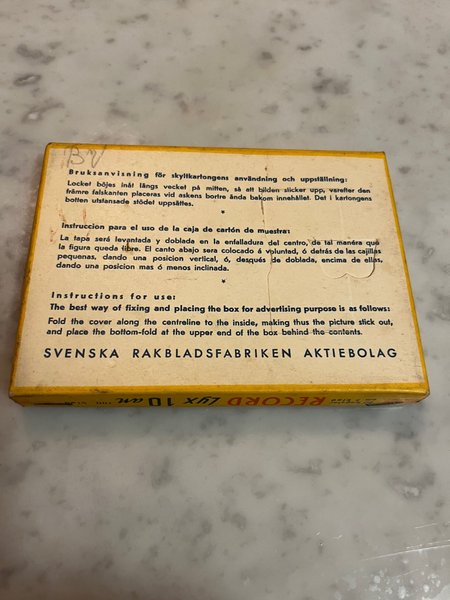 BV
Bruksanvisning för skyltkartongens användning och uppställning:
Locket böjes inåt längs vecket på mitten, så att bilden sticker upp, varefter den
främre falskanten placeras vid askens bortre ända bakom innehållet. Det i kartongens
botten utstansade stödet uppsättes.
*
Instruccion para el uso de la caja de cartón de muestra:
La tapa será levantada y doblada en la enfalladura del centro, de tal manéra que
la figura quede libre. El canto abajo sera colocado á voluntad, ó detrás de las cajillas
pequenas, dando una posicion vertical, ó, después de doblada, encima de ellas,
dando una posicion mas ó menos inclinada.
*
Instructions for use:
The best way of fixing and placing the box for advertising purpose is as follows:
Fold the cover along the centreline to the inside, making thus the picture stick out,
and place the bottom-fold at the upper end of the box behind the contents.
SVENSKA RAKBLADSFABRIKEN AKTIEBOLAG
RECORD Lyx 10 öre